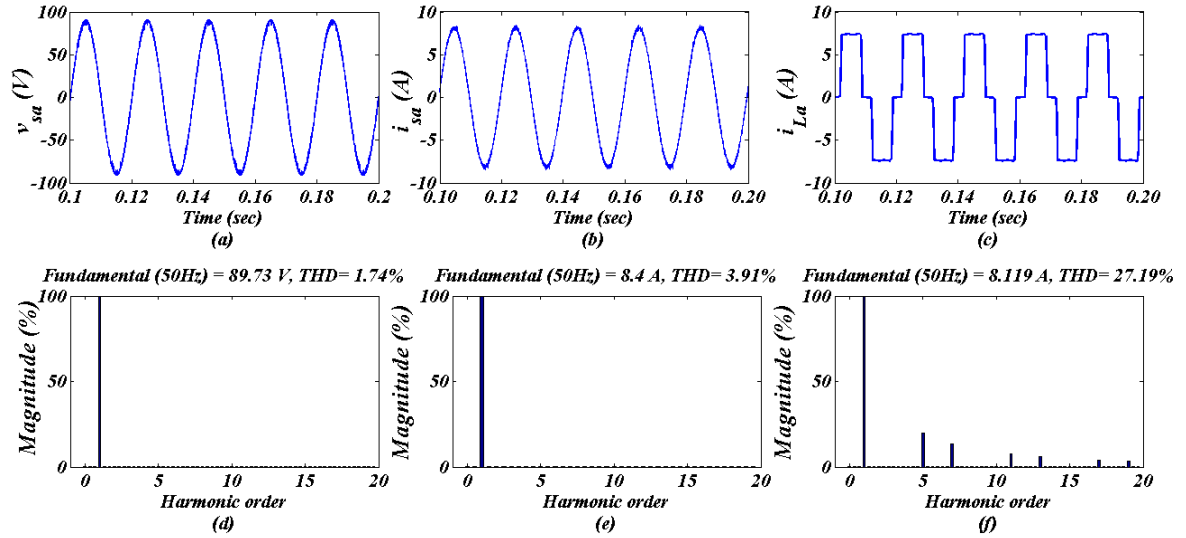 v_sa (V)
100
50
0
-50
-100
0.1
0.12
0.14
0.16
0.18
0.2
Time (sec)
(a)
i_sa (A)
10
5
0
-5
-10
0.1
0.12
0.14
0.16
0.18
0.2
Time (sec)
(b)
i_La (A)
10
5
0
-5
-10
0.10
0.12
0.14
0.16
0.18
0.20
Time (sec)
(c)
Fundamental (50Hz) = 89.73 V, THD= 1.74%
Magnitude (%)
100
50
0
0
5
10
15
20
Harmonic order
(d)
Fundamental (50Hz) = 8.4 A, THD= 3.91%
Magnitude (%)
100
50
0
0
5
10
15
20
Harmonic order
(e)
Fundamental (50Hz) = 8.119 A, THD= 27.19%
Magnitude (%)
100
50
0
0
5
10
15
20
Harmonic order
(f)